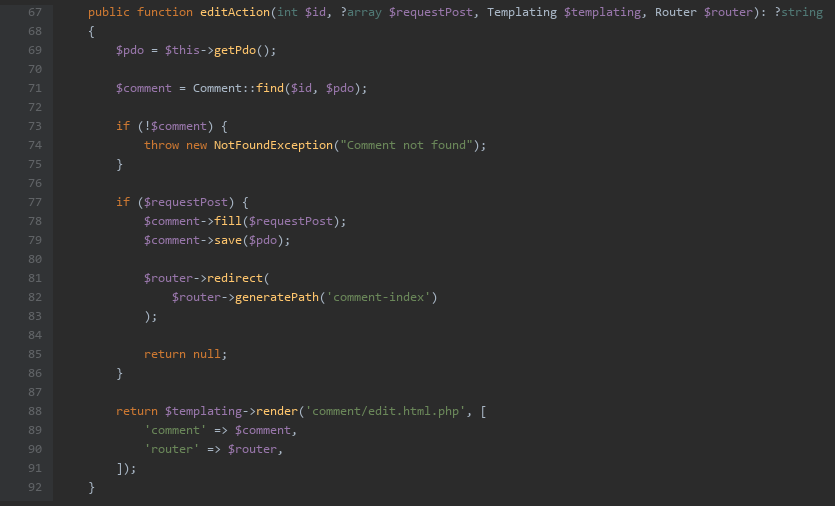 67 public function editAction(int $id, ?array $requestPost, Templating $templating, Router $router): ?string
68 {
69 $pdo = $this->getPdo();
70
71 $comment = Comment::find($id, $pdo);
72
73 if (!$comment) {
74 throw new NotFoundException("Comment not found");
75 }
76
77 if ($requestPost) {
78 $comment->fill($requestPost);
79 $comment->save($pdo);
80
81 $router->redirect(
82 $router->generatePath('comment-index')
83 );
84
85 return null;
86 }
87
88 return $templating->render('comment/edit.html.php', [
89 'comment' => $comment,
90 'router' => $router,
91 ]);
92 }